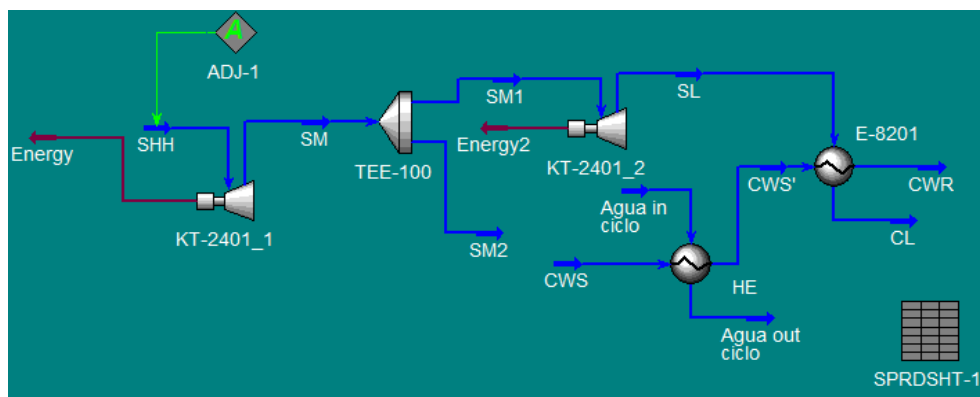 A
ADJ-1
SHH
Energy
KT-2401_1
SM
TEE-100
SM1
SM2
Energy2
KT-2401_2
SL
E-8201
CWS'
CWR
CL
Agua in
ciclo
CWS
HE
Agua out
ciclo
SPRDSHT-1